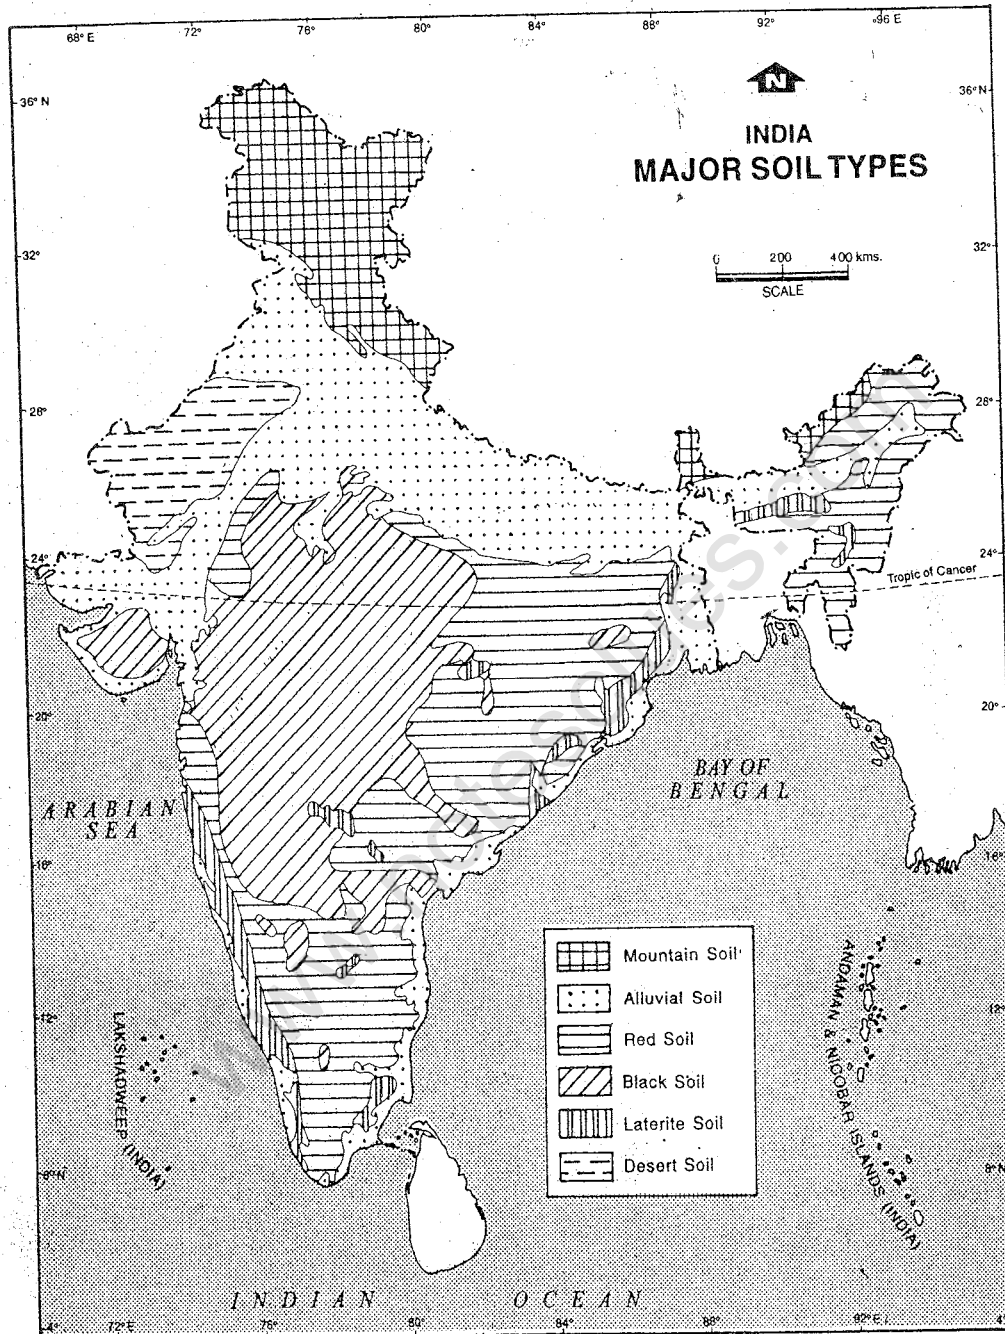 68° E 72° 76° 80° 84° 88° 92° 96 E
36° N
36° N
N
INDIA
MAJOR SOIL TYPES
32°
32°
0 200 400 kms.
SCALE
28°
28°
24°
24°
Tropic of Cancer
20°
20°
BAY OF
BENGAL
ARABIAN
SEA
16°
16°
Mountain Soil
Alluvial Soil
Red Soil
Black Soil
Laterite Soil
Desert Soil
12°
12°
LAKSHADWEEP (INDIA)
ANDAMAN & NICOBAR ISLANDS (INDIA)
8° N
8° N
INDIAN OCEAN
4° 72° E 76° 80° 84° 88° 92° E